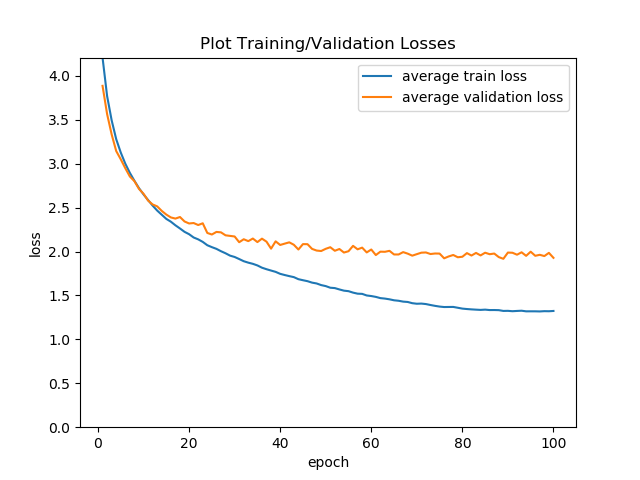 Plot Training/Validation Losses
average train loss
average validation loss
4.0
3.5
3.0
2.5
2.0
1.5
1.0
0.5
0.0
loss
0 20 40 60 80 100
epoch